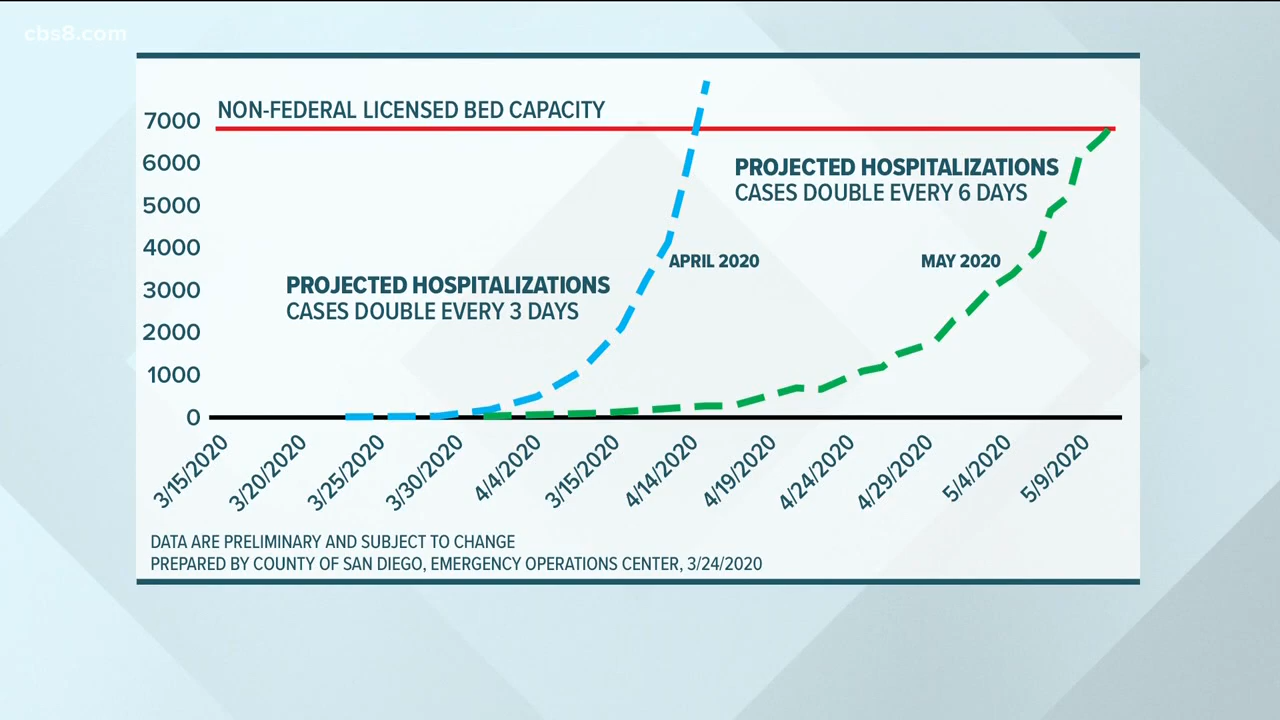 cbs8.com
NON-FEDERAL LICENSED BED CAPACITY
7000
6000
5000
4000
3000
2000
1000
0
PROJECTED HOSPITALIZATIONS
CASES DOUBLE EVERY 6 DAYS
APRIL 2020
MAY 2020
PROJECTED HOSPITALIZATIONS
CASES DOUBLE EVERY 3 DAYS
3/15/2020
3/20/2020
3/25/2020
3/30/2020
4/4/2020
3/15/2020
4/14/2020
4/19/2020
4/24/2020
4/29/2020
5/4/2020
5/9/2020
DATA ARE PRELIMINARY AND SUBJECT TO CHANGE
PREPARED BY COUNTY OF SAN DIEGO, EMERGENCY OPERATIONS CENTER, 3/24/2020